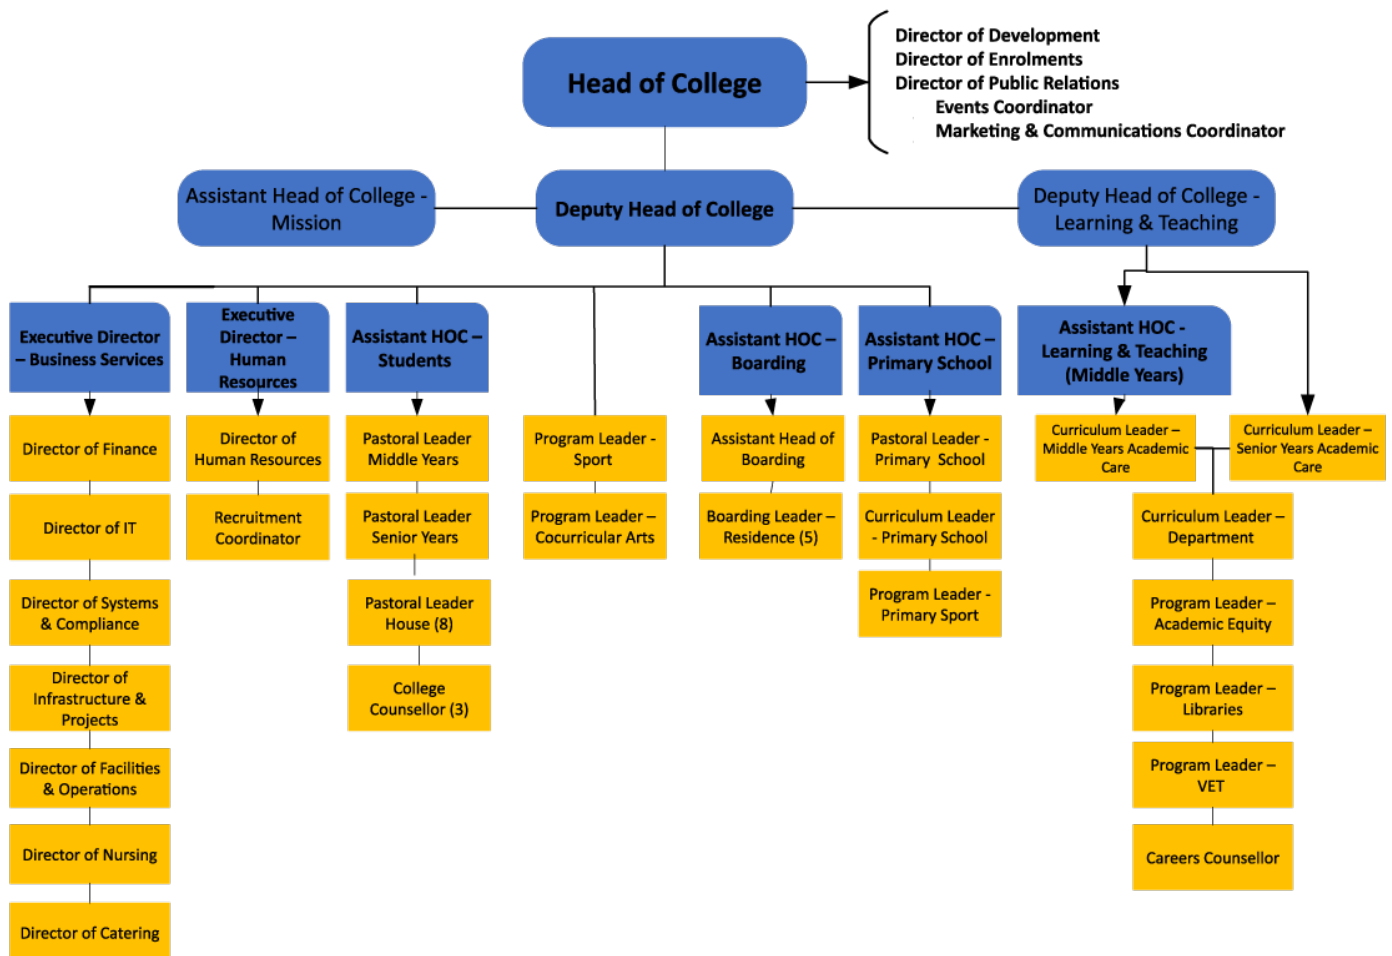 Head of College
Director of Development
Director of Enrolments
Director of Public Relations
Events Coordinator
Marketing & Communications Coordinator
Assistant Head of College -
Mission
Deputy Head of College
Deputy Head of College -
Learning & Teaching
Executive Director
– Business Services
Executive
Director –
Human
Resources
Assistant HOC –
Students
Assistant HOC –
Boarding
Assistant HOC –
Primary School
Assistant HOC -
Learning & Teaching
(Middle Years)
Director of Finance
Director of IT
Director of Systems
& Compliance
Director of
Infrastructure &
Projects
Director of Facilities
& Operations
Director of Nursing
Director of Catering
Director of
Human Resources
Recruitment
Coordinator
Pastoral Leader
Middle Years
Pastoral Leader
Senior Years
Pastoral Leader
House (8)
College
Counsellor (3)
Program Leader -
Sport
Program Leader –
Cocurricular Arts
Assistant Head of
Boarding
Boarding Leader –
Residence (5)
Pastoral Leader -
Primary School
Curriculum Leader
- Primary School
Program Leader -
Primary Sport
Curriculum Leader –
Middle Years Academic
Care
Curriculum Leader –
Senior Years Academic
Care
Curriculum Leader –
Department
Program Leader –
Academic Equity
Program Leader –
Libraries
Program Leader –
VET
Careers Counsellor